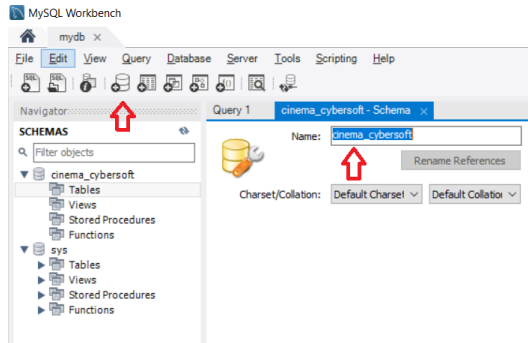 MySQL Workbench
mydb
File Edit View Query Database Server Tools Scripting Help
Navigator
Query 1 cinema_cybersoft - Schema
SCHEMAS
Name: cinema_cybersoft
Filter objects
Rename References
cinema_cybersoft
Charset/Collation: Default Charset Default Collation
Tables
Views
Stored Procedures
Functions
sys
Tables
Views
Stored Procedures
Functions